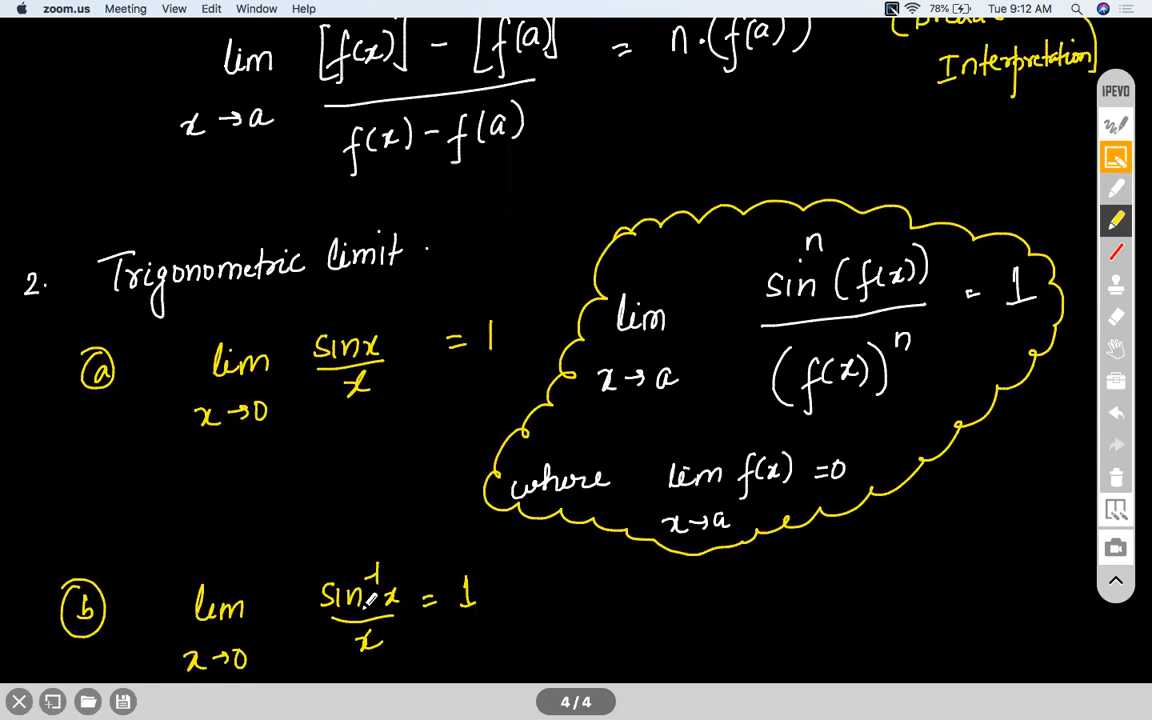 zoom.us Meeting View Edit Window Help 78% Tue 9:12 AM
lim [f(x)] - [f(a)] = n.(f(a))
x→a f(x) - f(a)
Interpretation)
IPEVO
2. Trigonometric limit.
(a) lim sinx = 1
x→0 x
lim sin^n (f(x)) = 1
x→a (f(x))^n
where lim f(x) = 0
x→a
(b) lim sin^-1 x = 1
x→0 x
4 / 4